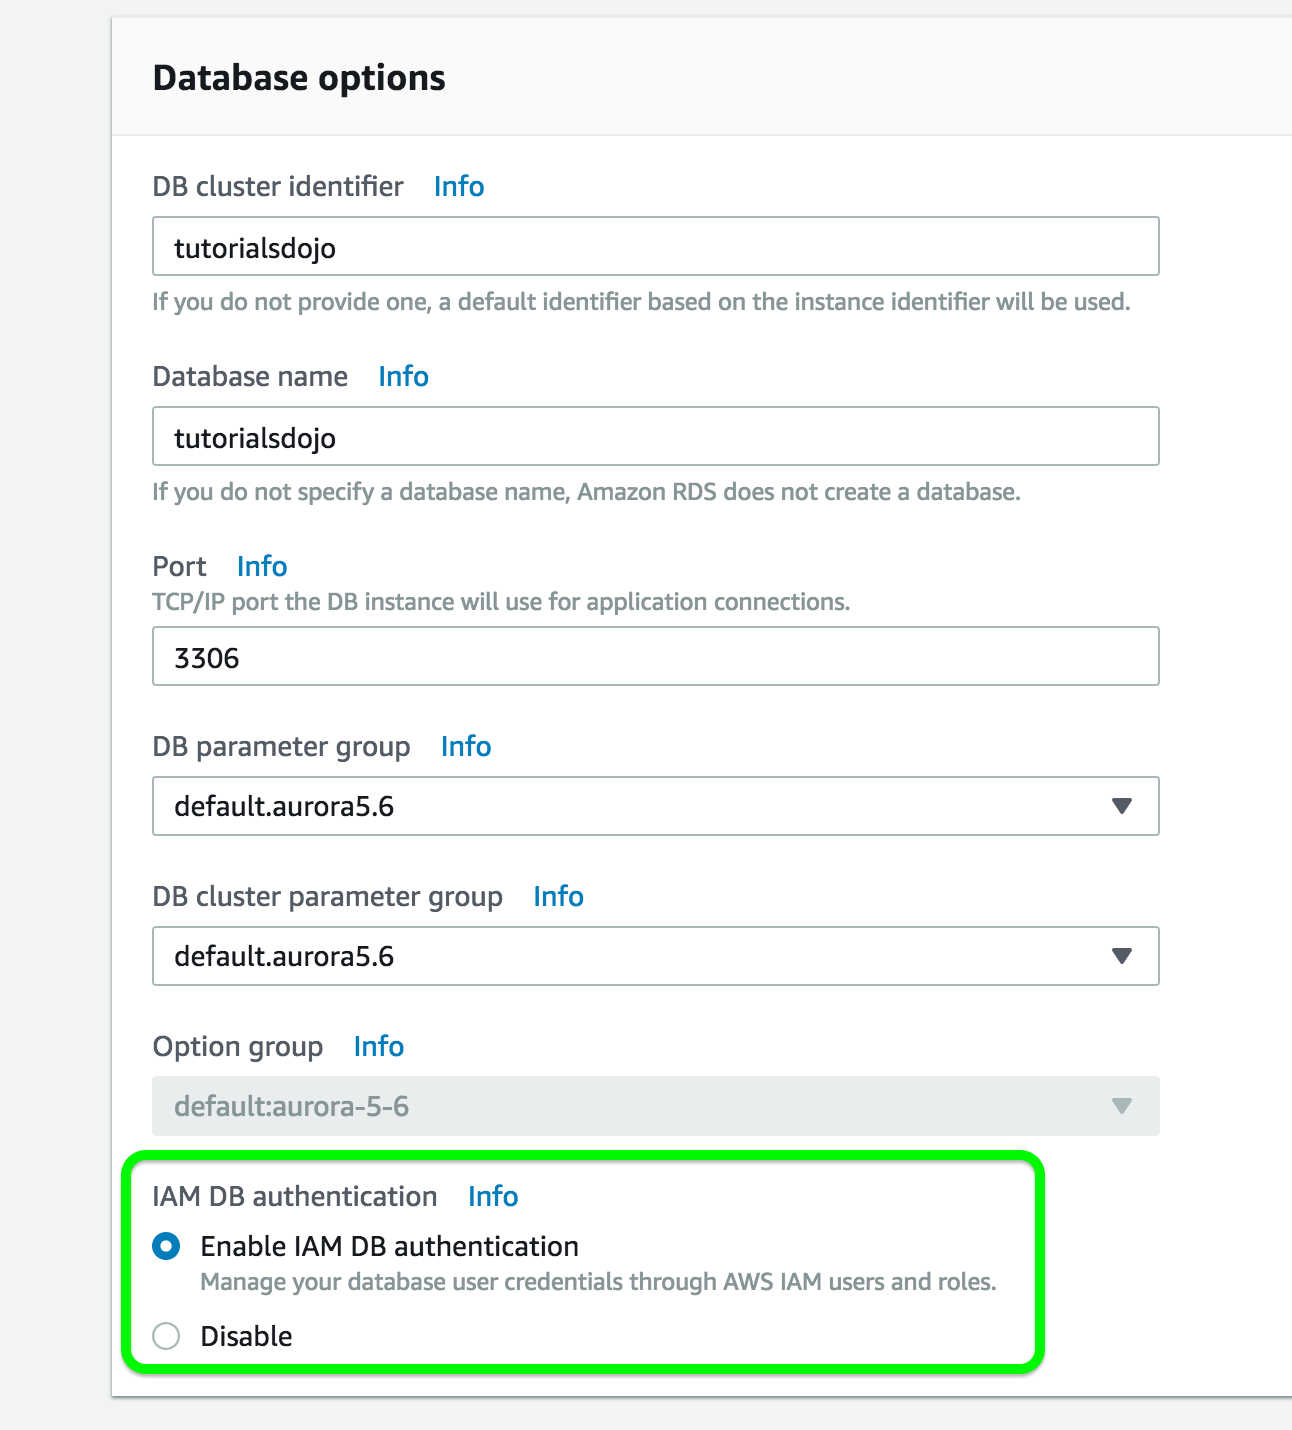 Database options
DB cluster identifier Info
tutorialsdojo
If you do not provide one, a default identifier based on the instance identifier will be used.
Database name Info
tutorialsdojo
If you do not specify a database name, Amazon RDS does not create a database.
Port Info
TCP/IP port the DB instance will use for application connections.
3306
DB parameter group Info
default.aurora5.6
DB cluster parameter group Info
default.aurora5.6
Option group Info
default:aurora-5-6
IAM DB authentication Info
Enable IAM DB authentication
Manage your database user credentials through AWS IAM users and roles.
Disable